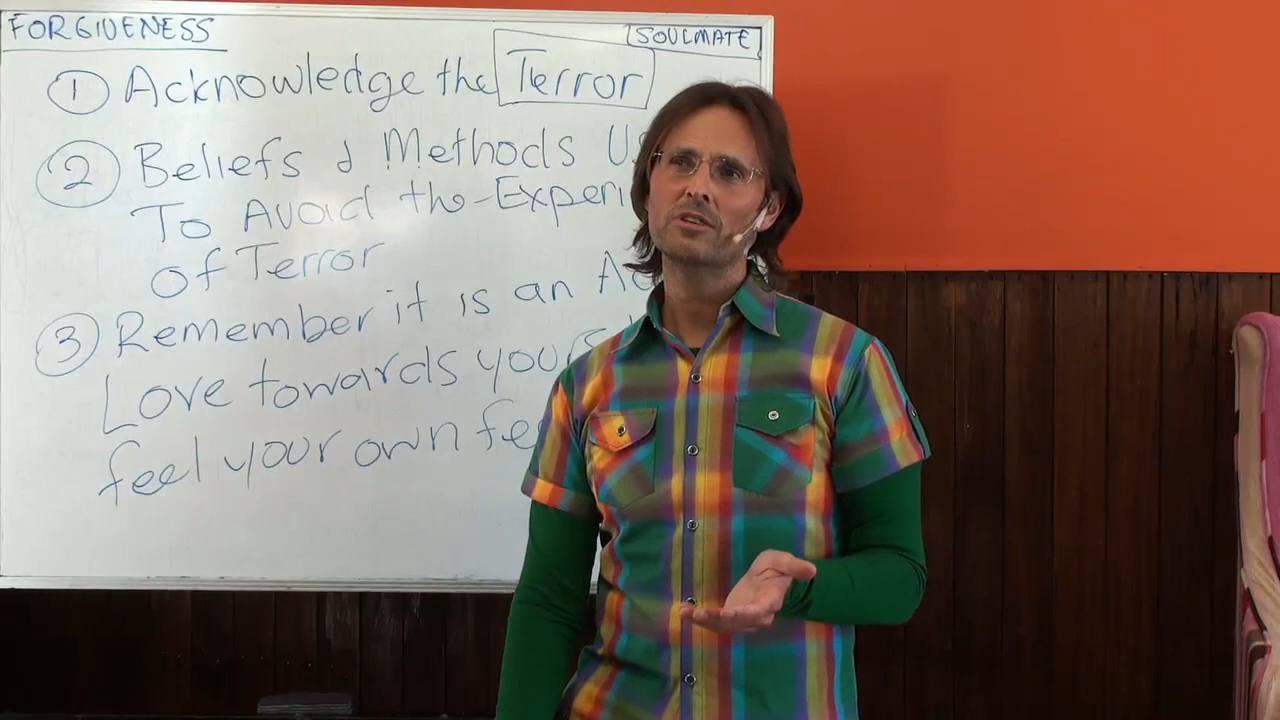 FORGIVENESS
SOULMATE
1 Acknowledge the Terror
2 Beliefs & Methods
To Avoid the Experi
of Terror
3 Remember it is an
Love towards
feel your own